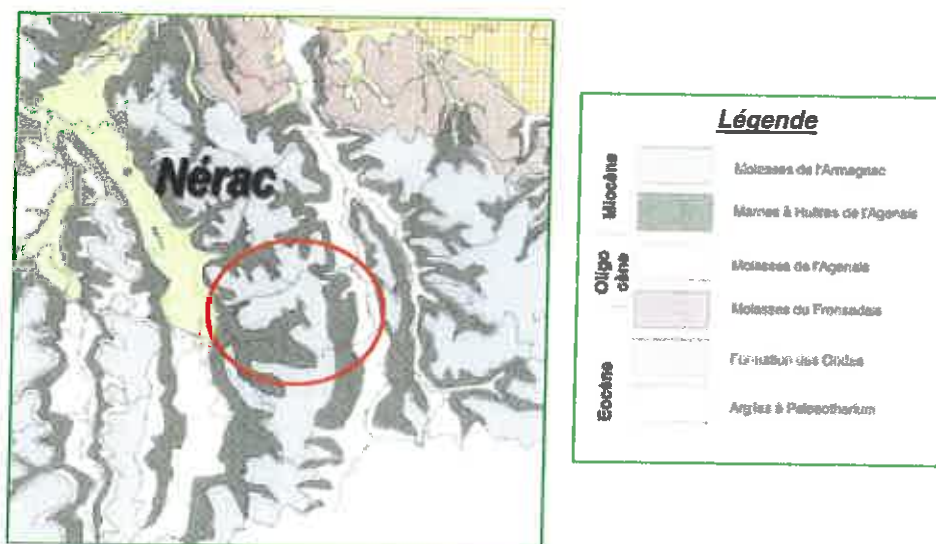 Nérac
Légende
Miocène
Molasses de l'Armagnac
Marnes à Huîtres de l'Agenais
Oligo
cène
Molasses de l'Agenais
Molasses du Fronsadais
Eocène
Formation des Ondes
Argiles à Paleotherium